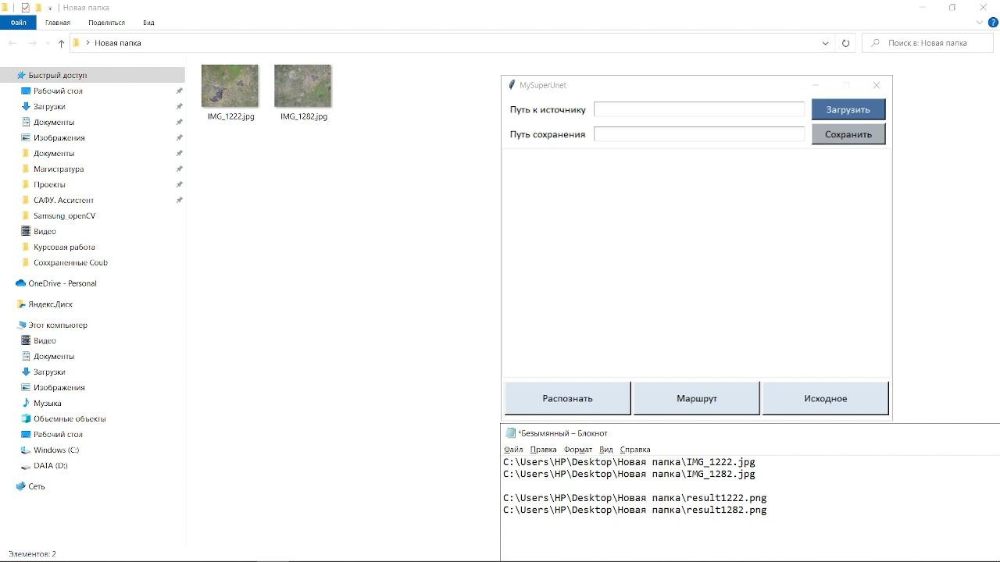 Новая папка
Файл
Главная
Поделиться
Вид
Новая папка
Поиск в: Новая папка
Быстрый доступ
Рабочий стол
Загрузки
Документы
Изображения
Документы
Магистратура
Проекты
САФУ. Ассистент
Samsung_openCV
Видео
Курсовая работа
Соххраненные Coub
OneDrive - Personal
Яндекс.Диск
Этот компьютер
Видео
Документы
Загрузки
Изображения
Музыка
Объемные объекты
Рабочий стол
Windows (C:)
DATA (D:)
Сеть
Элементов: 2
IMG_1222.jpg
IMG_1282.jpg
MySuperUnet
Путь к источнику
Загрузить
Путь сохранения
Сохранить
Распознать
Маршрут
Исходное
*Безымянный – Блокнот
Файл Правка Формат Вид Справка
C:\Users\HP\Desktop\Новая папка\IMG_1222.jpg
C:\Users\HP\Desktop\Новая папка\IMG_1282.jpg
C:\Users\HP\Desktop\Новая папка\result1222.png
C:\Users\HP\Desktop\Новая папка\result1282.png